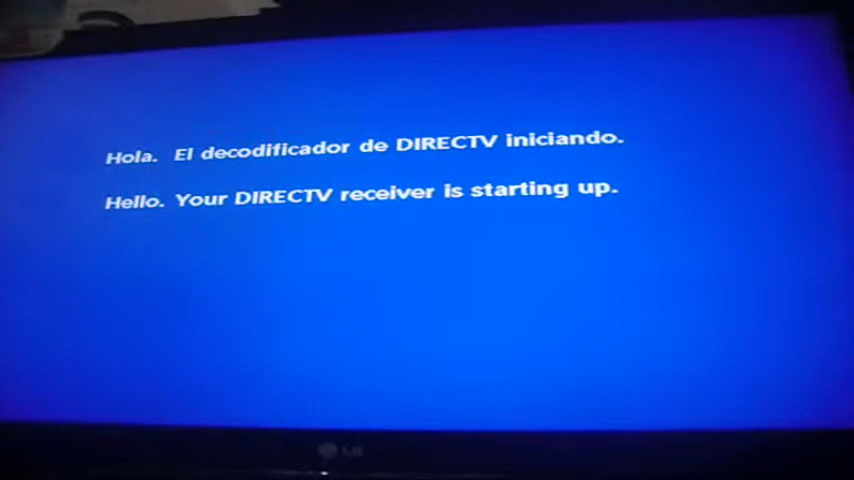 Hola. El decodificador de DIRECTV iniciando.
Hello. Your DIRECTV receiver is starting up.
LG